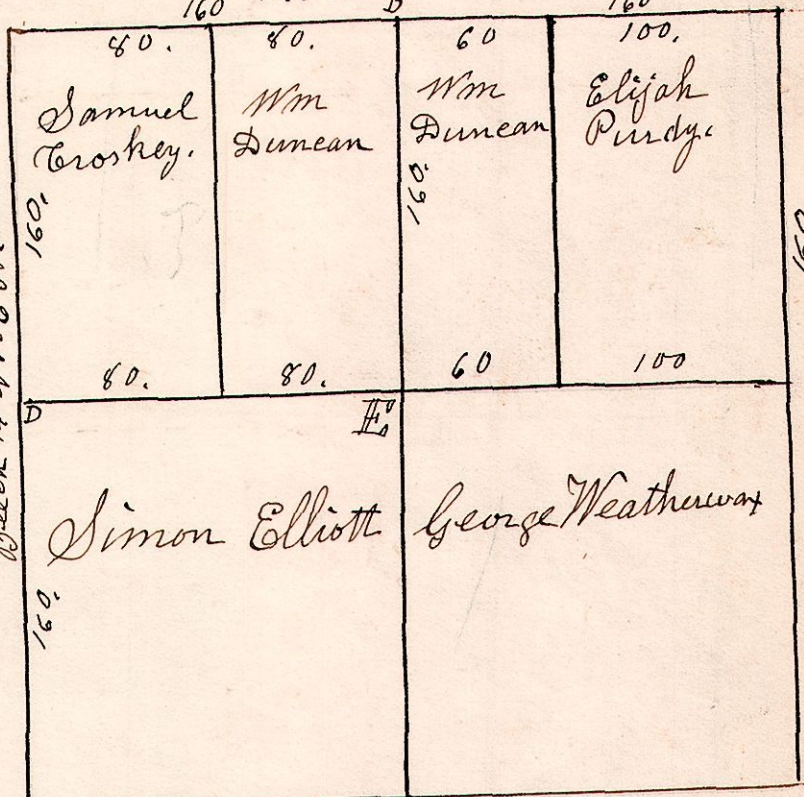 160
160
80.
80.
60
100.
Samuel
Croskey.
Wm
Duncan
Wm
Duncan
Elijah
Purdy.
160.
160
160
80.
80.
60
100
D
E
Simon Elliott
George Weatherwax
160.